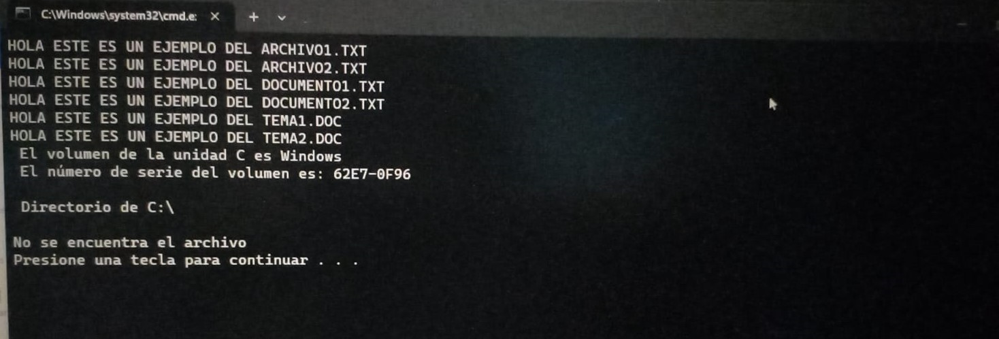 C:\Windows\system32\cmd.e:
HOLA ESTE ES UN EJEMPLO DEL ARCHIVO1.TXT
HOLA ESTE ES UN EJEMPLO DEL ARCHIVO2.TXT
HOLA ESTE ES UN EJEMPLO DEL DOCUMENTO1.TXT
HOLA ESTE ES UN EJEMPLO DEL DOCUMENTO2.TXT
HOLA ESTE ES UN EJEMPLO DEL TEMA1.DOC
HOLA ESTE ES UN EJEMPLO DEL TEMA2.DOC
El volumen de la unidad C es Windows
El número de serie del volumen es: 62E7-0F96
Directorio de C:\
No se encuentra el archivo
Presione una tecla para continuar . . .